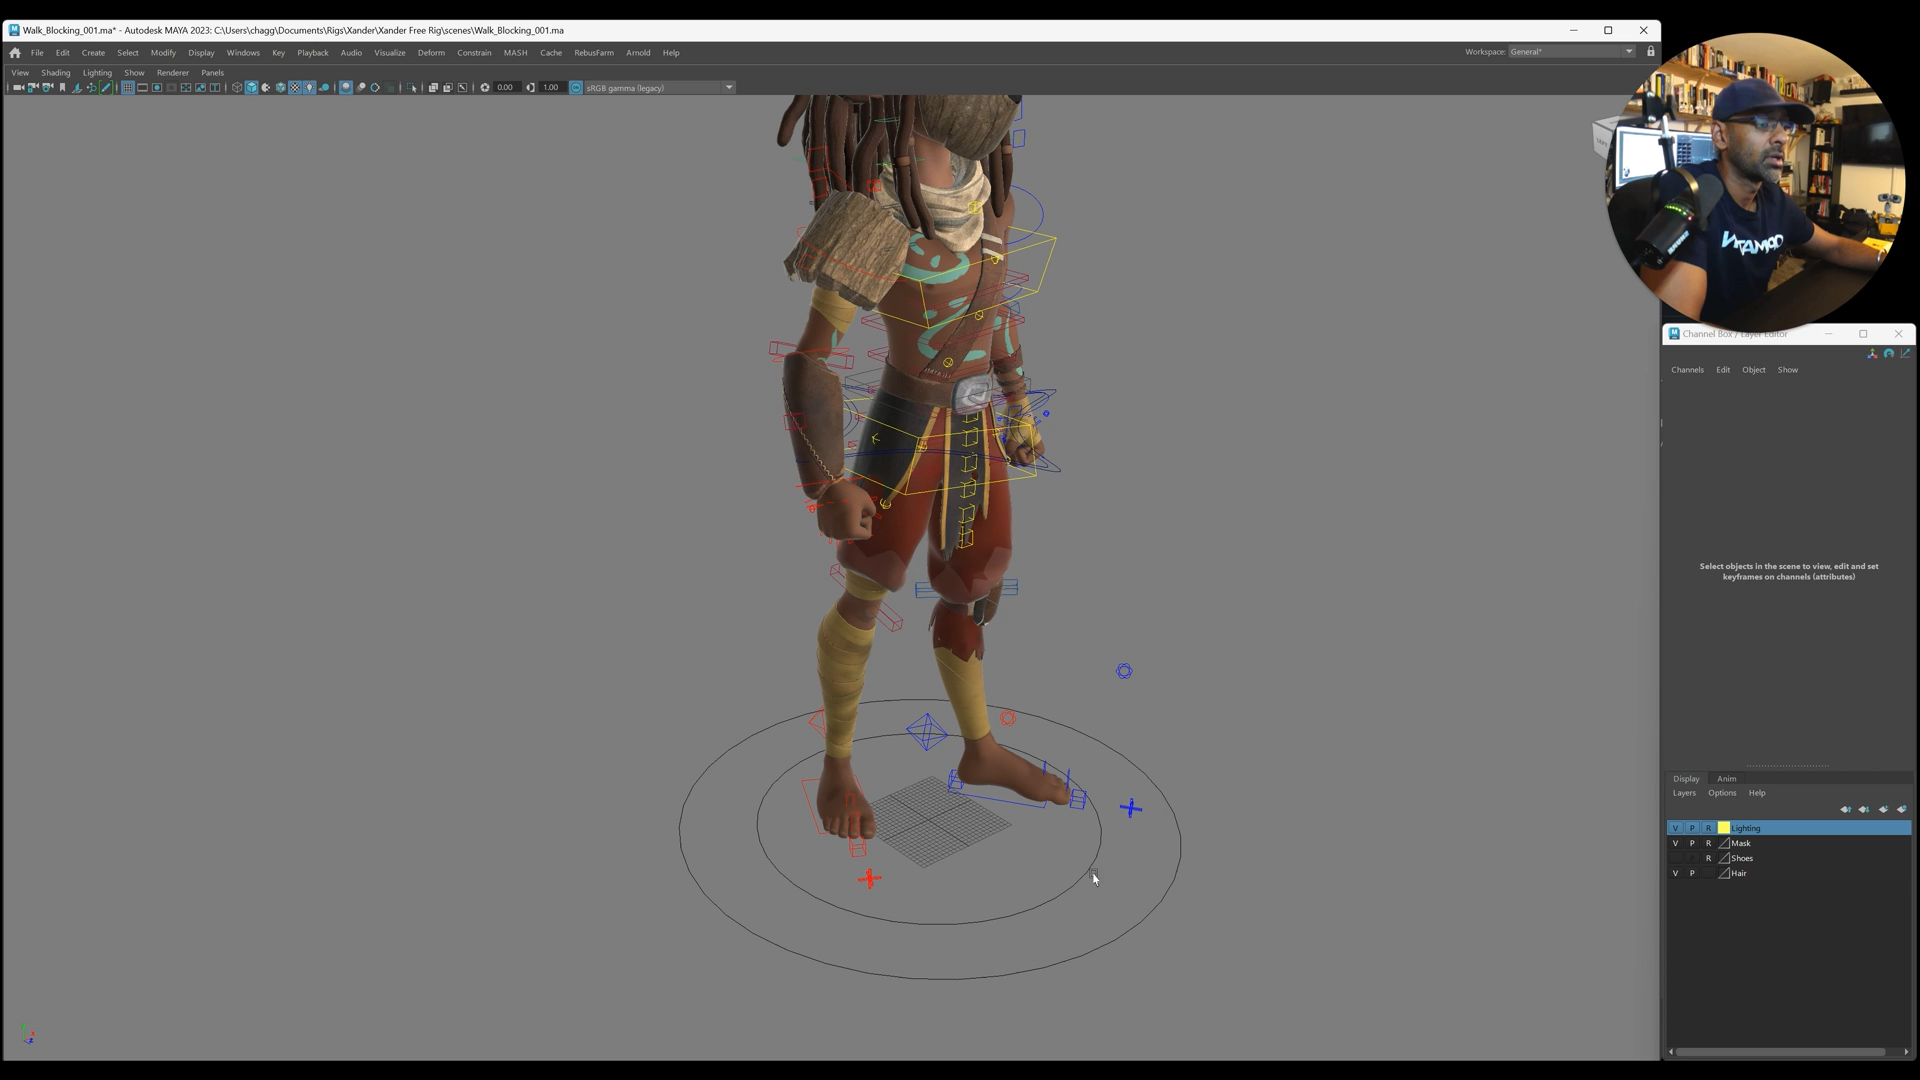 Walk_Blocking_001.ma* - Autodesk MAYA 2023: C:\Users\chagg\Documents\Rigs\Xander\Xander Free Rig\scenes\Walk_Blocking_001.ma
File Edit Create Select Modify Display Windows Key Playback Audio Visualize Deform Constrain MASH Cache RebusFarm Arnold Help
Workspace: General*
View Shading Lighting Show Renderer Panels
0.00 1.00 sRGB gamma (legacy)
Channel Box / Layer Editor
Channels Edit Object Show
Select objects in the scene to view, edit and set
keyframes on channels (attributes)
Display Anim
Layers Options Help
V P R Lighting
V P R Mask
R Shoes
V P Hair